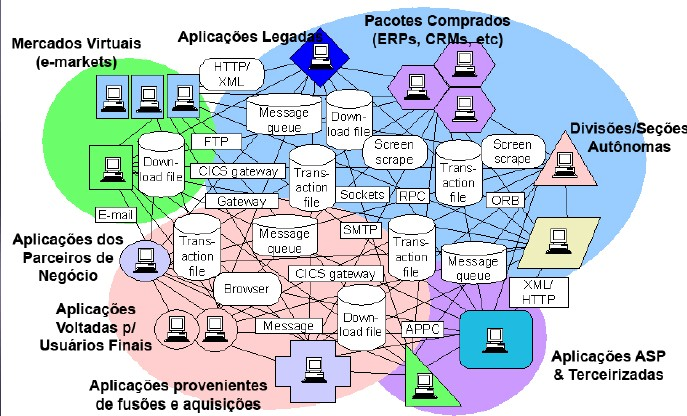 Pacotes Comprados
(ERPs, CRMs, etc)
Aplicações Legadas
Mercados Virtuais
(e-markets)
HTTP/
XML
Message
queue
Down-
load file
Divisões/Seções
Autônomas
FTP
Screen
scrape
Screen
scrape
Down-
load file
CICS gateway
Trans-
action
file
Trans-
action
file
Sockets
RPC
ORB
Gateway
E-mail
Aplicações dos
Parceiros de
Negócio
Trans-
action
file
Message
queue
SMTP
Trans-
action
file
Message
queue
CICS gateway
XML/
HTTP
Browser
Down-
load file
Aplicações
Voltadas p/
Usuários Finais
Message
APPC
Aplicações ASP
& Terceirizadas
Aplicações provenientes
de fusões e aquisições